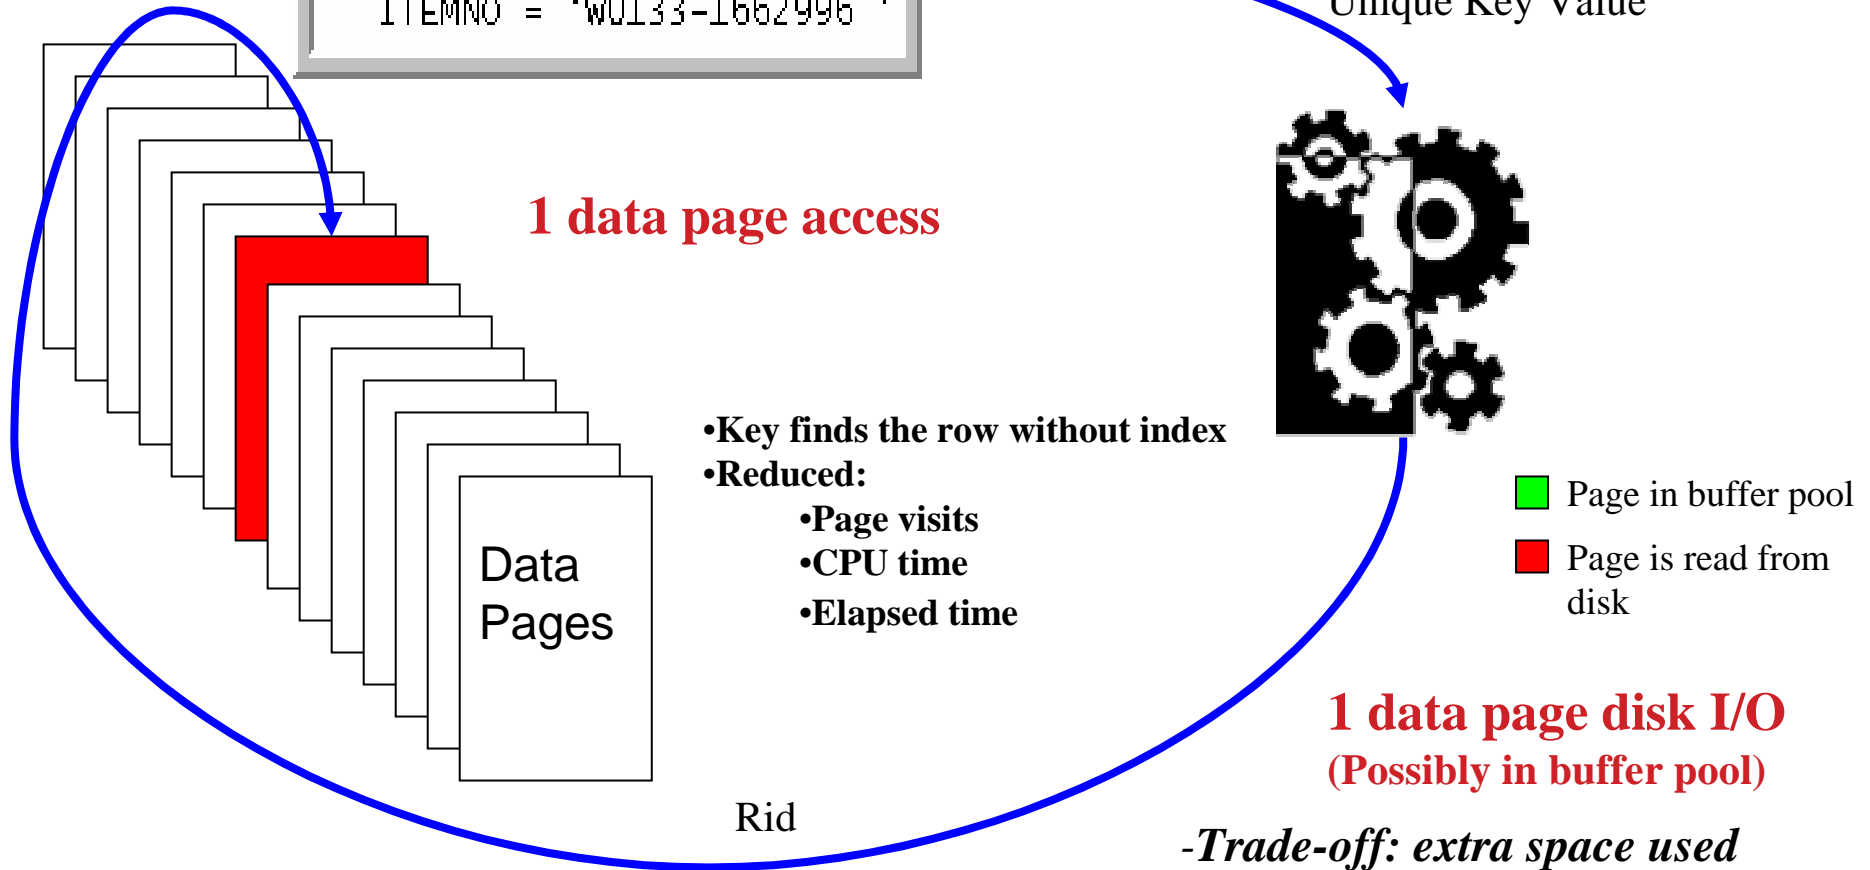 ITEMNO = 'W0133-1662996 '
Unique Key Value
1 data page access
•Key finds the row without index
•Reduced:
•Page visits
•CPU time
•Elapsed time
Data
Pages
Page in buffer pool
Page is read from
disk
1 data page disk I/O
(Possibly in buffer pool)
Rid
-Trade-off: extra space used